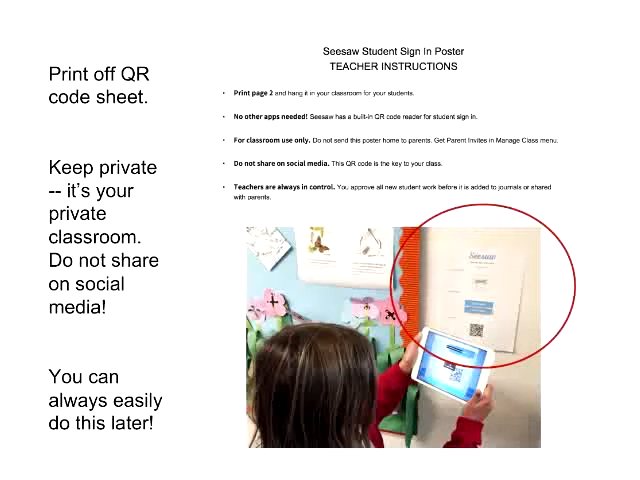 Print off QR
code sheet.
Keep private
-- it's your
private
classroom.
Do not share
on social
media!
You can
always easily
do this later!
Seesaw Student Sign In Poster
TEACHER INSTRUCTIONS
• Print page 2 and hang it in your classroom for your students.
• No other apps needed! Seesaw has a built-in QR code reader for student sign in.
• For classroom use only. Do not send this poster home to parents. Get Parent Invites in Manage Class menu.
• Do not share on social media. This QR code is the key to your class.
• Teachers are always in control. You approve all new student work before it is added to journals or shared
with parents.
Seesaw